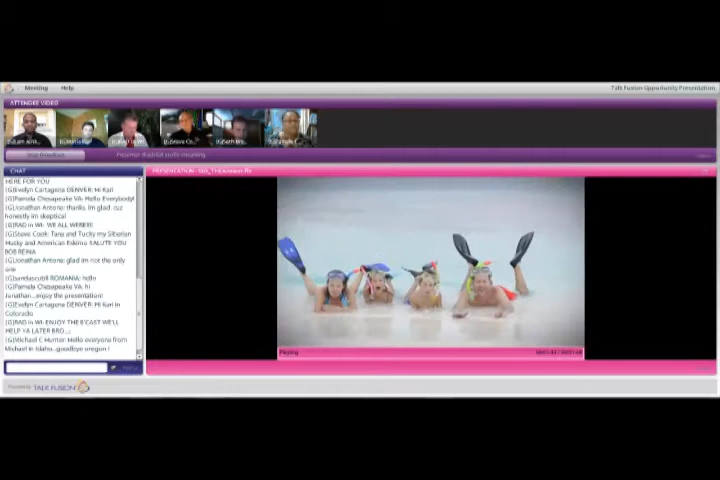 Meeting Help
Talk Fusion Opportunity Presentation
ATTENDEE VIDEO
CHAT
HERE FOR YOU
(G)Evelyn Cartagena DENVER: Hi Kari
(G)Pamela Chesapeake VA: Hello Everybody!
(G)Jonathan Antone: thanks. im glad. cuz
honestly im skeptical
(G)RAD in WI: WE ALL WERE!!!
(G)Steve Cook: Tana and Tucky my Siberian
Husky and American Eskimo SALUTE YOU
BOB REINA
(G)Jonathan Antone: glad im not the only
one
ROMANIA: hello
(G)Pamela Chesapeake VA: hi
Jonathan...enjoy the presentation!
(G)Evelyn Cartagena DENVER: Hi Kari in
Colorado
(G)RAD in WI: ENJOY THE B'CAST WE'LL
HELP YA LATER BRO...:
(G)Michael C Hunter: Hello everyone from
Michael in Idaho...goodbye oregon !
Playing
Powered by TALK FUSION